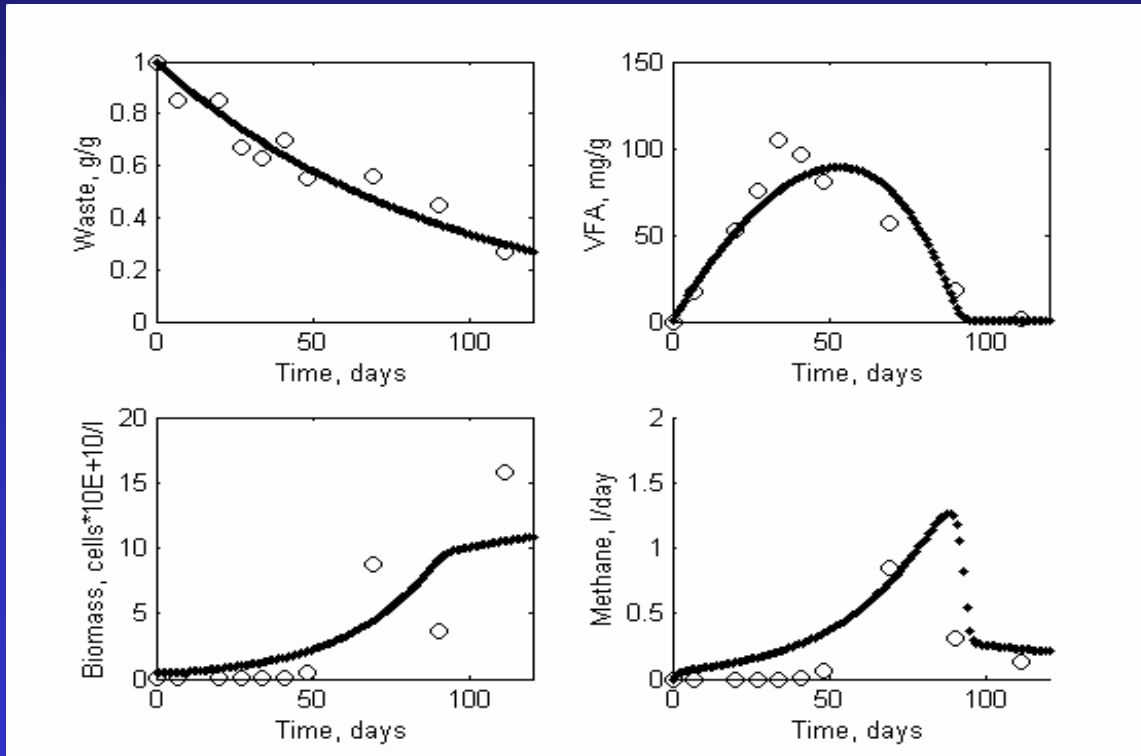 Waste, g/g
1
0.8
0.6
0.4
0.2
0
0 50 100
Time, days
VFA, mg/g
150
100
50
0
0 50 100
Time, days
Biomass, cells*10E+10/l
20
15
10
5
0
0 50 100
Time, days
Methane, l/day
2
1.5
1
0.5
0
0 50 100
Time, days